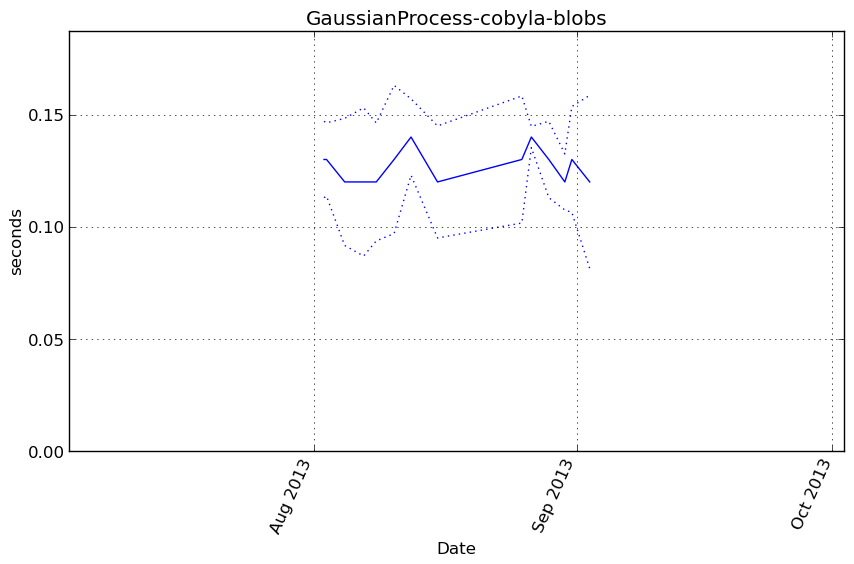 GaussianProcess-cobyla-blobs
0.15
0.10
0.05
0.00
seconds
Aug 2013
Sep 2013
Oct 2013
Date